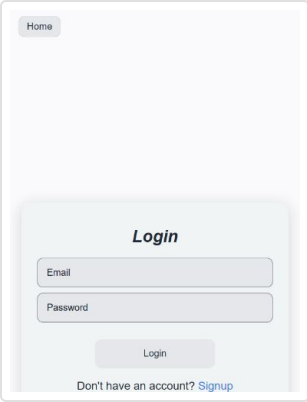 Home
Login
Email
Password
Login
Don't have an account? Signup